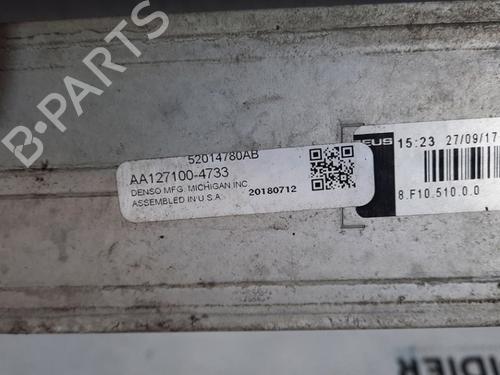 B-PARTS
52014780AB
AA127100-4733
DENSO MFG. MICHIGAN INC
ASSEMBLED IN U S A
20180712
15:23 27/09/17
8.F10.510.0.0
IDIER